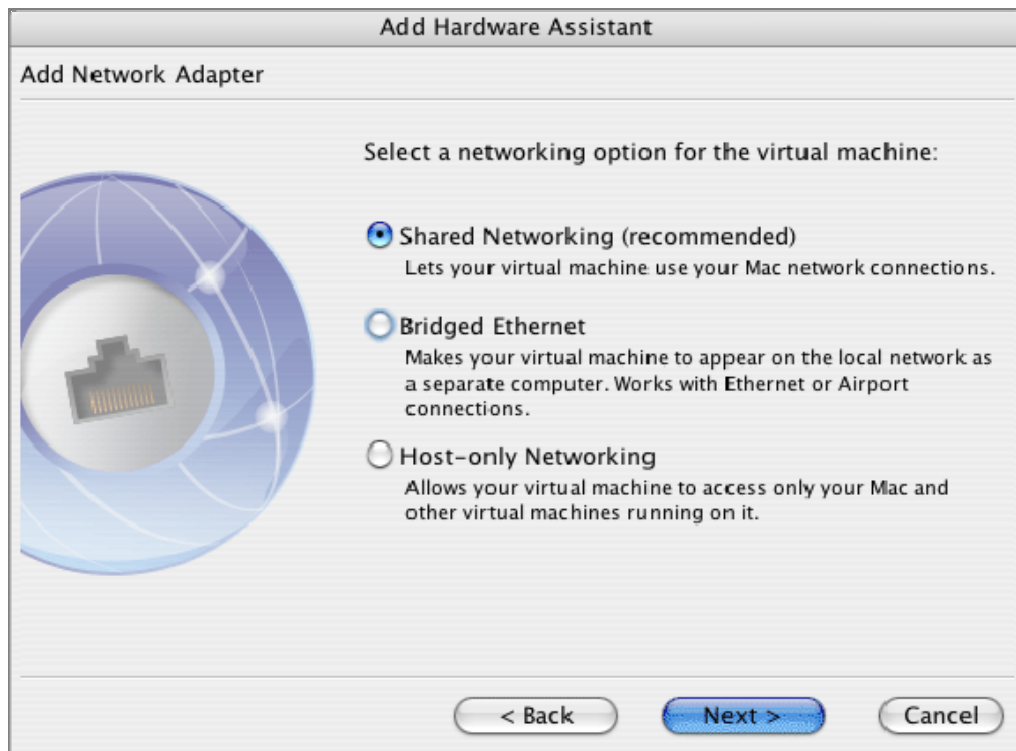 Add Hardware Assistant
Add Network Adapter
Select a networking option for the virtual machine:
Shared Networking (recommended)
Lets your virtual machine use your Mac network connections.
Bridged Ethernet
Makes your virtual machine to appear on the local network as
a separate computer. Works with Ethernet or Airport
connections.
Host-only Networking
Allows your virtual machine to access only your Mac and
other virtual machines running on it.
< Back
Next >
Cancel